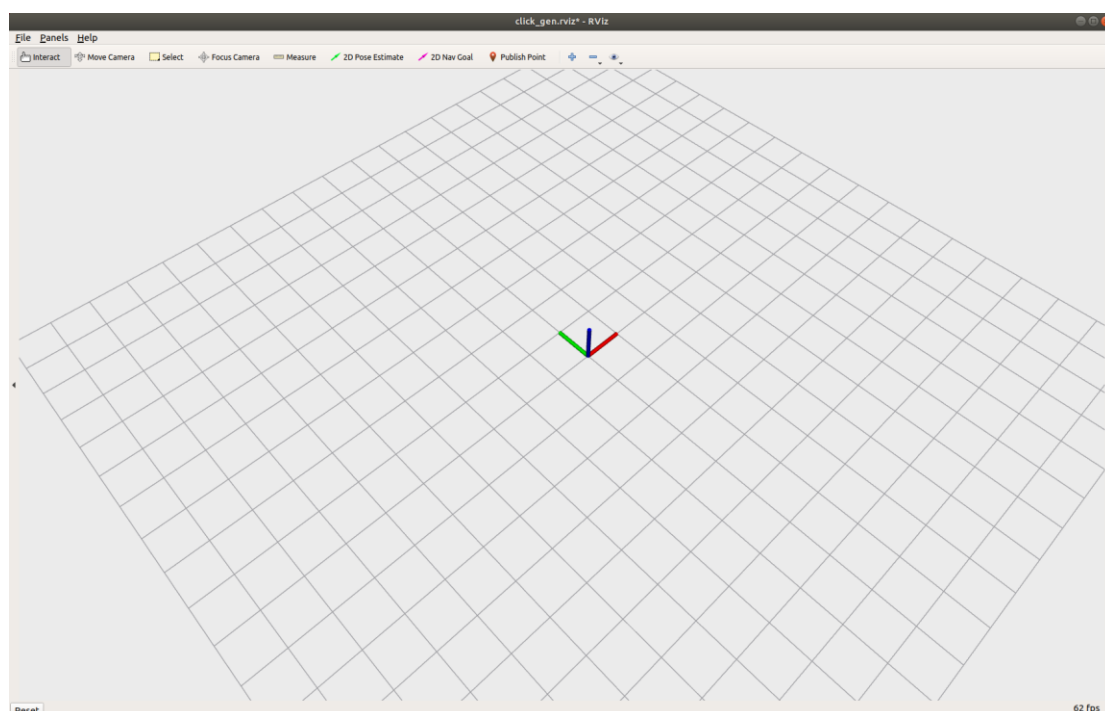 click_gen.rviz* - RViz
File Panels Help
Interact Move Camera Select Focus Camera Measure 2D Pose Estimate 2D Nav Goal Publish Point
Reset 62 fps